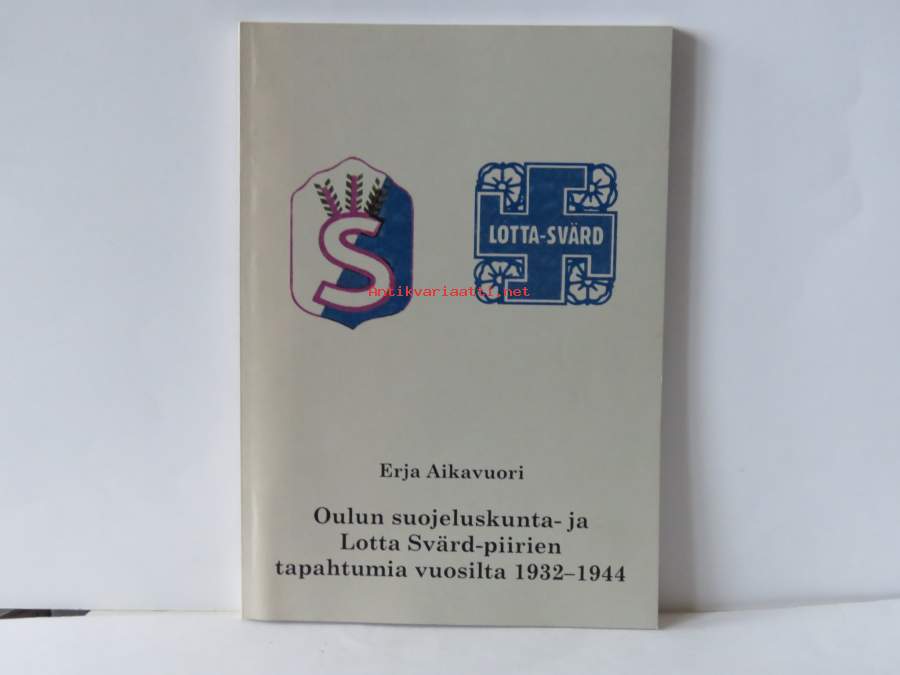 S
LOTTA-SVÄRD
Antikvariaatti.net
Erja Aikavuori
Oulun suojeluskunta- ja
Lotta Svärd-piirien
tapahtumia vuosilta 1932–1944